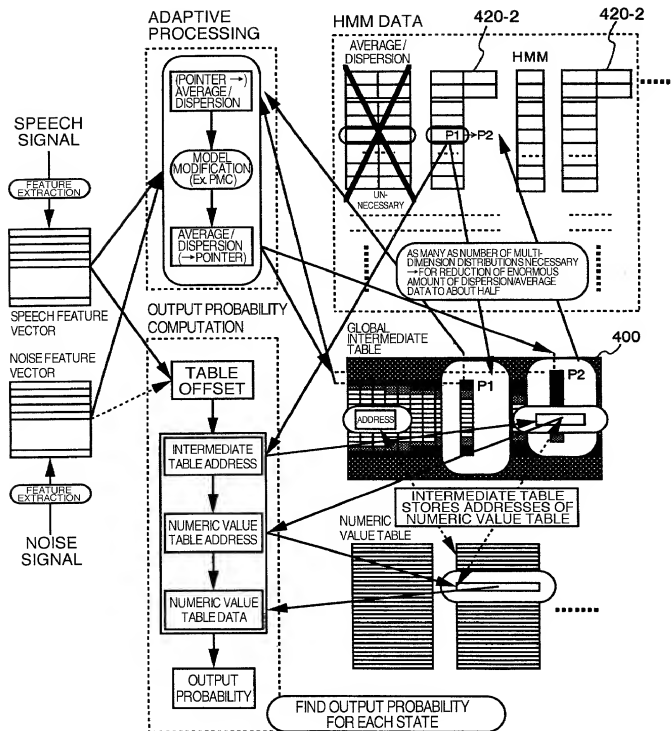 ADAPTIVE
PROCESSING
HMM DATA
420-2
420-2
AVERAGE/
DISPERSION
HMM
(POINTER →)
AVERAGE/
DISPERSION
P1
→P2
SPEECH
SIGNAL
MODEL
MODIFICATION
(Ex. PMC)
FEATURE
EXTRACTION
UN-
NECESSARY
AVERAGE/
DISPERSION
(→POINTER)
AS MANY AS NUMBER OF MULTI-
DIMENSION DISTRIBUTIONS NECESSARY
→FOR REDUCTION OF ENORMOUS
AMOUNT OF DISPERSION/AVERAGE
DATA TO ABOUT HALF
SPEECH FEATURE
VECTOR
OUTPUT PROBABILITY
COMPUTATION
GLOBAL
INTERMEDIATE
TABLE
400
NOISE FEATURE
VECTOR
TABLE
OFFSET
P1
P2
ADDRESS
INTERMEDIATE
TABLE ADDRESS
INTERMEDIATE TABLE
STORES ADDRESSES OF
NUMERIC VALUE TABLE
FEATURE
EXTRACTION
NUMERIC VALUE
TABLE ADDRESS
NUMERIC
VALUE TABLE
NOISE
SIGNAL
NUMERIC VALUE
TABLE DATA
OUTPUT
PROBABILITY
FIND OUTPUT PROBABILITY
FOR EACH STATE